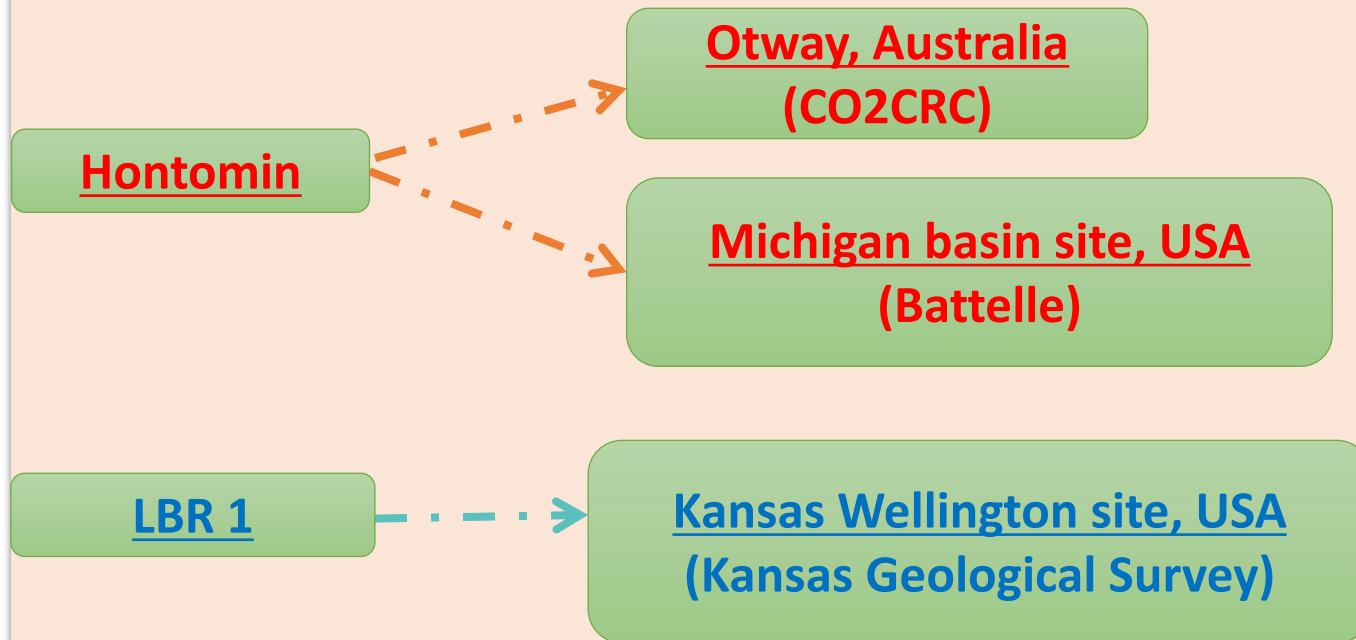 Hontomin
Otway, Australia
(CO2CRC)
Michigan basin site, USA
(Battelle)
LBR 1
Kansas Wellington site, USA
(Kansas Geological Survey)